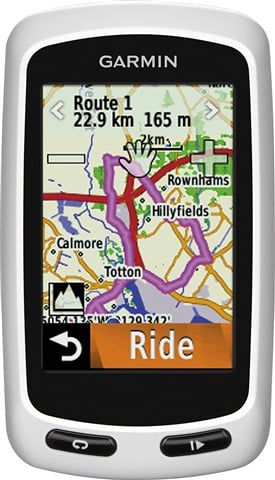 GARMIN
Route 1
22.9 km 165 m
2km
Rownhams
Hillyfields
Calmore
Totton
Ride